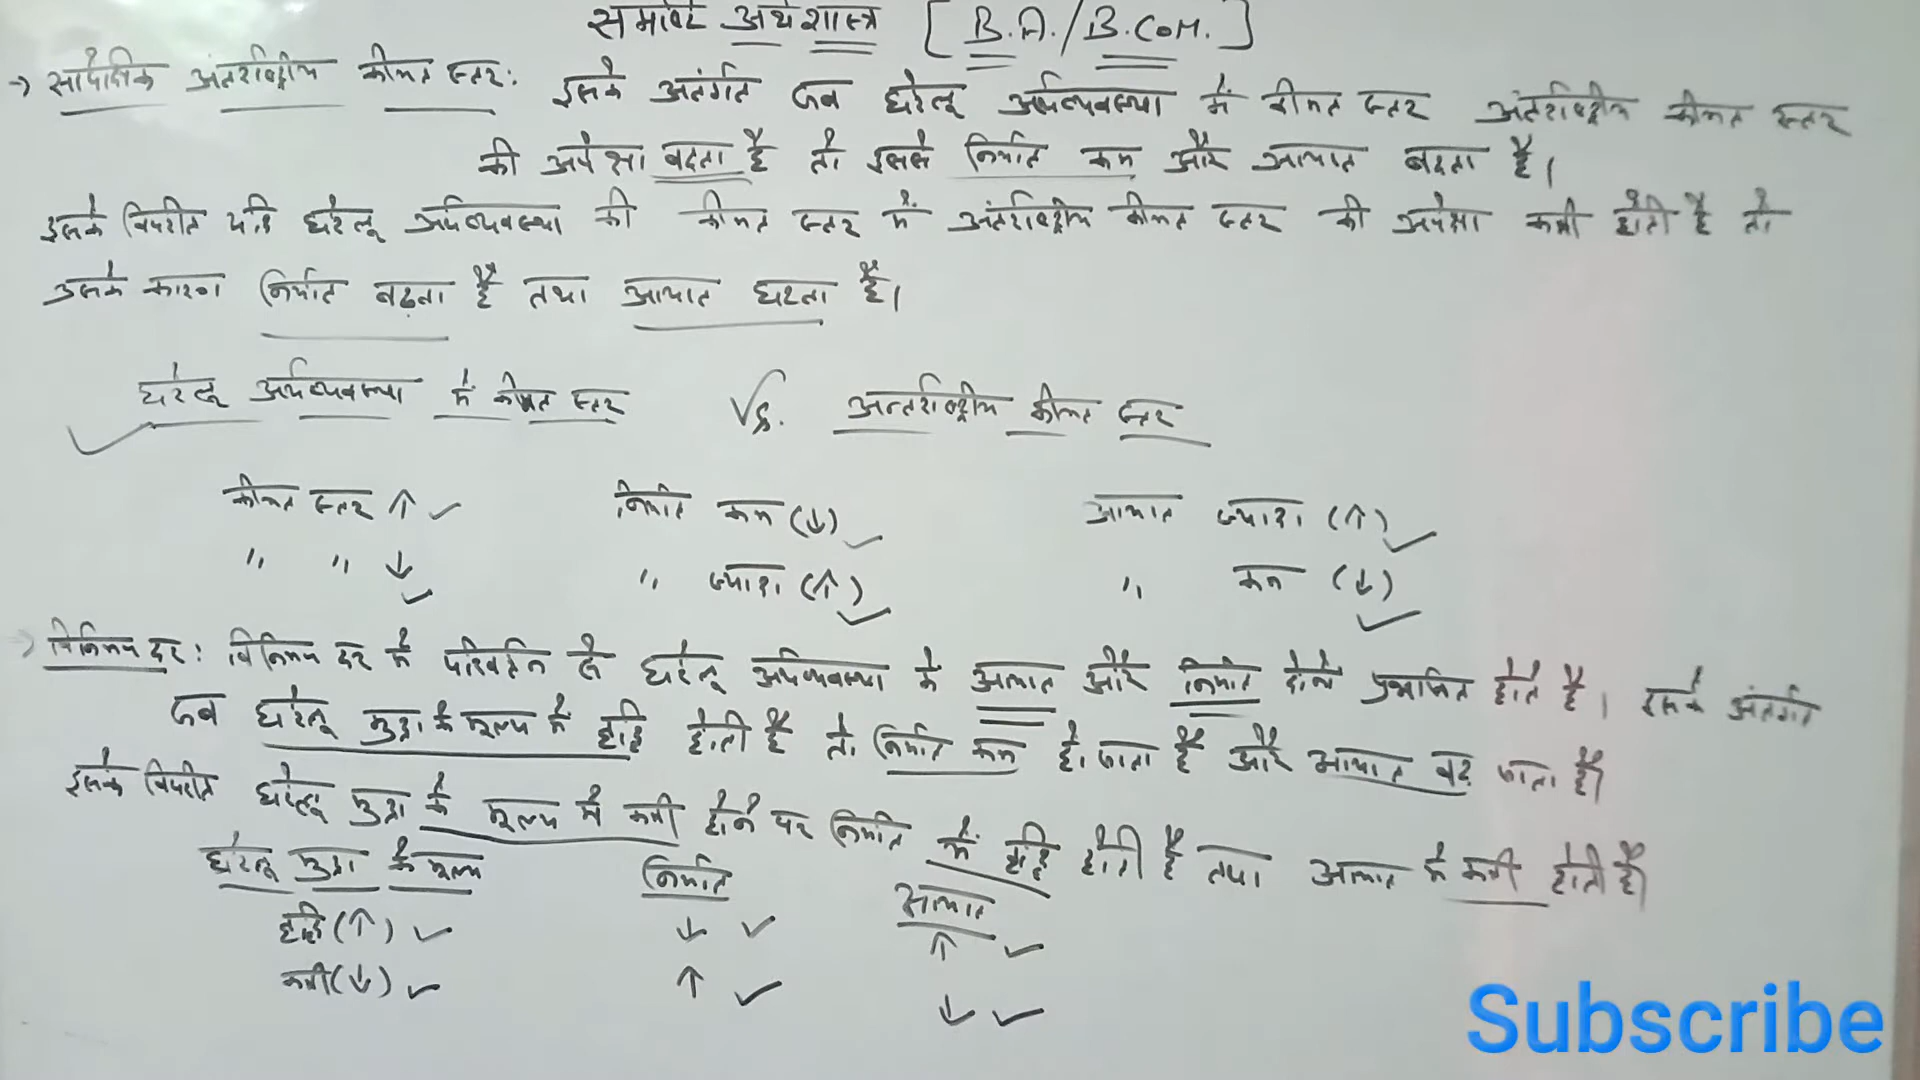 समष्टि अर्थशास्त्र [B.A./B.COM.]
→ सापेक्षिक अंतर्राष्ट्रीय कीमत स्तर: इसके अंतर्गत जब घरेलू अर्थव्यवस्था में कीमत स्तर अंतर्राष्ट्रीय कीमत स्तर
की अपेक्षा बढ़ता है तो इससे निर्यात कम और आयात बढ़ता है।
इसके विपरीत यदि घरेलू अर्थव्यवस्था की कीमत स्तर में अंतर्राष्ट्रीय कीमत स्तर की अपेक्षा कमी होती है तो
उसके कारण निर्यात बढ़ता है तथा आयात घटता है।
घरेलू अर्थव्यवस्था में कीमत स्तर Vs. अन्तर्राष्ट्रीय कीमत स्तर
कीमत स्तर ↑ ✓ निर्यात कम (↓) ✓ आयात ज्यादा (↑) ✓
" " ↓ ✓ " ज्यादा (↑) ✓ " कम (↓) ✓
→ विनिमय दर: विनिमय दर में परिवर्तन से घरेलू अर्थव्यवस्था के आयात और निर्यात दोनों प्रभावित होते है। इसके अंतर्गत
जब घरेलू मुद्रा के मूल्य में वृद्धि होती है तो निर्यात कम हो जाता है और आयात बढ़ जाता है।
इसके विपरीत घरेलू मुद्रा के मूल्य में कमी होने पर निर्यात में वृद्धि होती है तथा आयात में कमी होती है।
घरेलू मुद्रा के मूल्य निर्यात आयात
वृद्धि (↑) ✓ ↓ ✓ ↑ ✓
कमी (↓) ✓ ↑ ✓ ↓ ✓
Subscribe